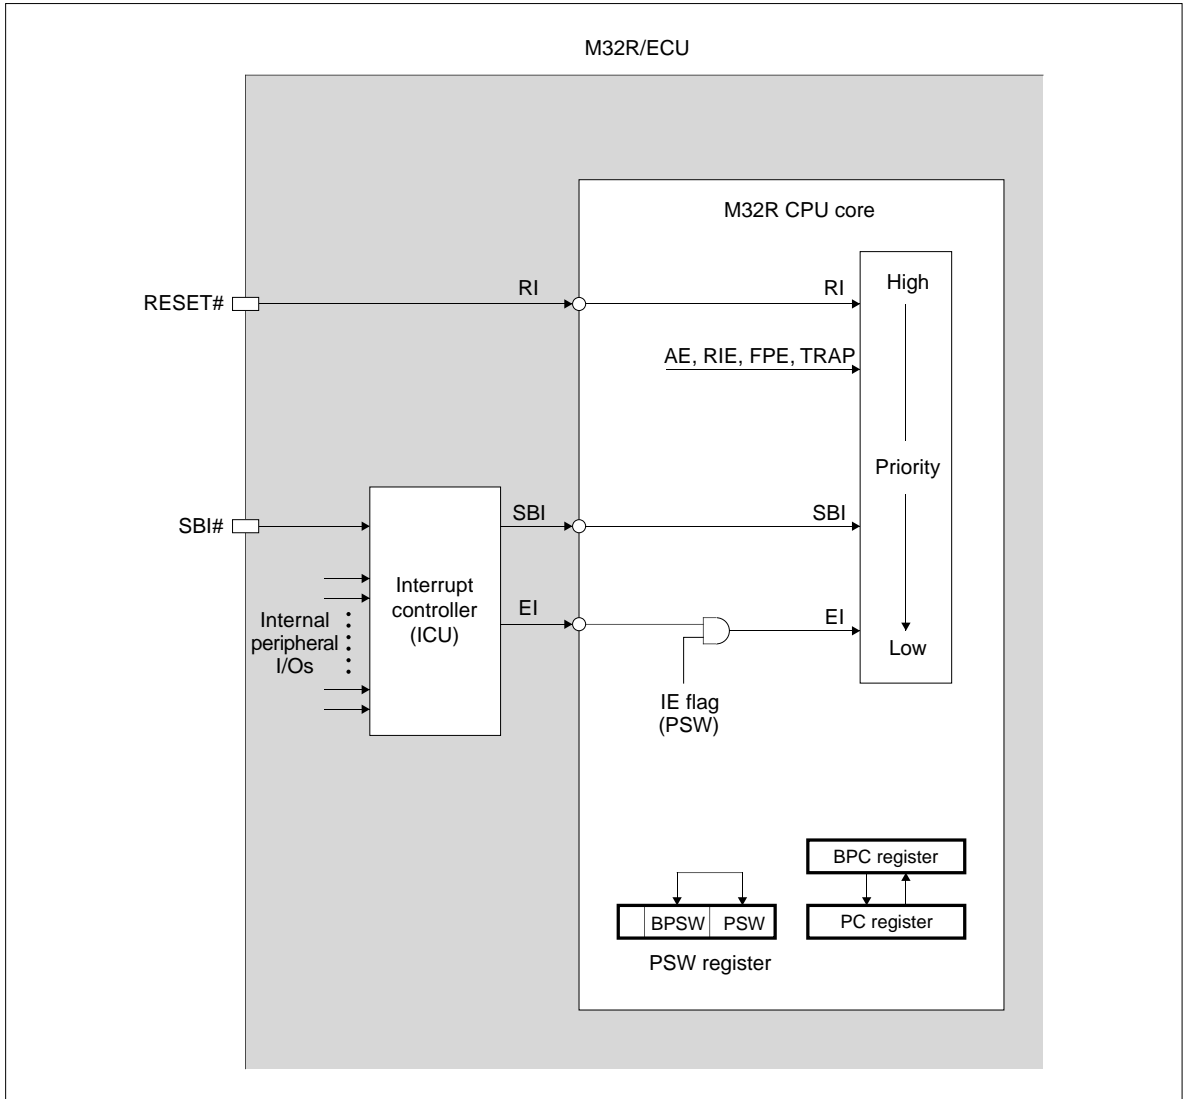 M32R/ECU
M32R CPU core
RESET#
RI
RI
High
AE, RIE, FPE, TRAP
Priority
SBI#
SBI
SBI
Interrupt
controller
(ICU)
EI
EI
Internal
peripheral
I/Os
Low
IE flag
(PSW)
BPC register
BPSW PSW
PC register
PSW register